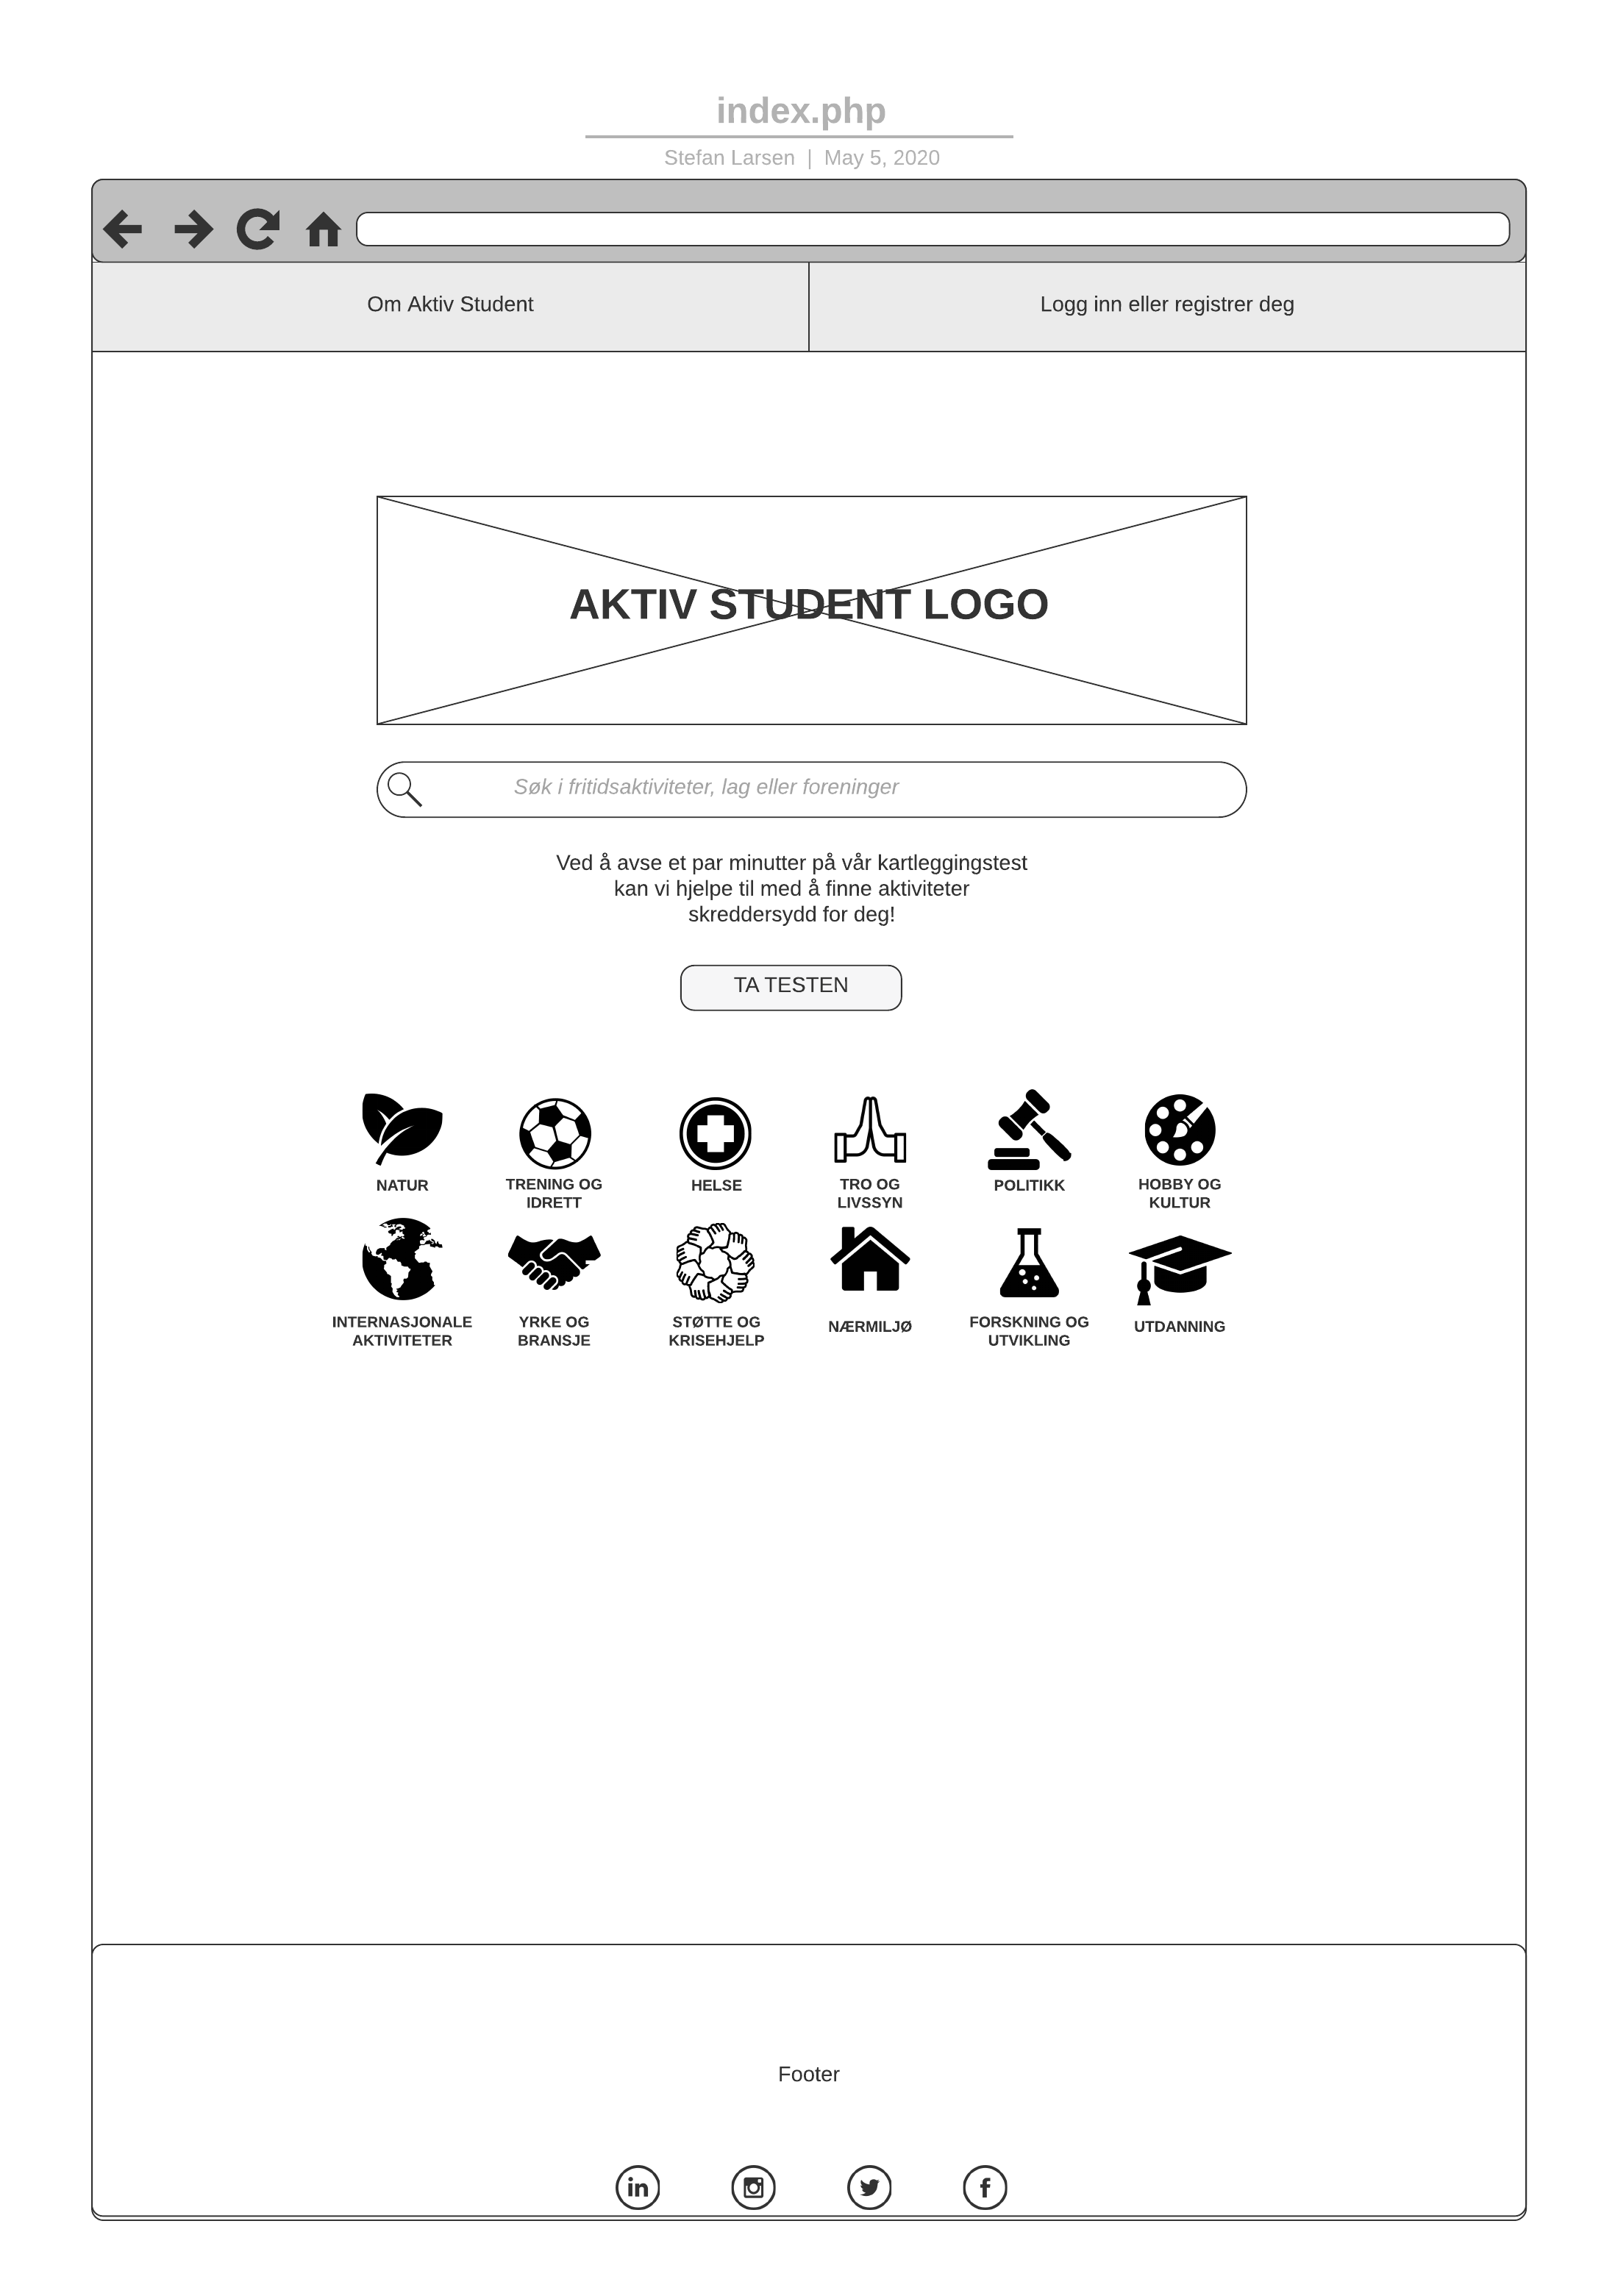 index.php
Stefan Larsen | May 5, 2020
Om Aktiv Student
Logg inn eller registrer deg
AKTIV STUDENT LOGO
Søk i fritidsaktiviteter, lag eller foreninger
Ved å avse et par minutter på vår kartleggingstest
kan vi hjelpe til med å finne aktiviteter
skreddersydd for deg!
TA TESTEN
NATUR
TRENING OG
IDRETT
HELSE
TRO OG
LIVSSYN
POLITIKK
HOBBY OG
KULTUR
INTERNASJONALE
AKTIVITETER
YRKE OG
BRANSJE
STØTTE OG
KRISEHJELP
NÆRMILJØ
FORSKNING OG
UTVIKLING
UTDANNING
Footer